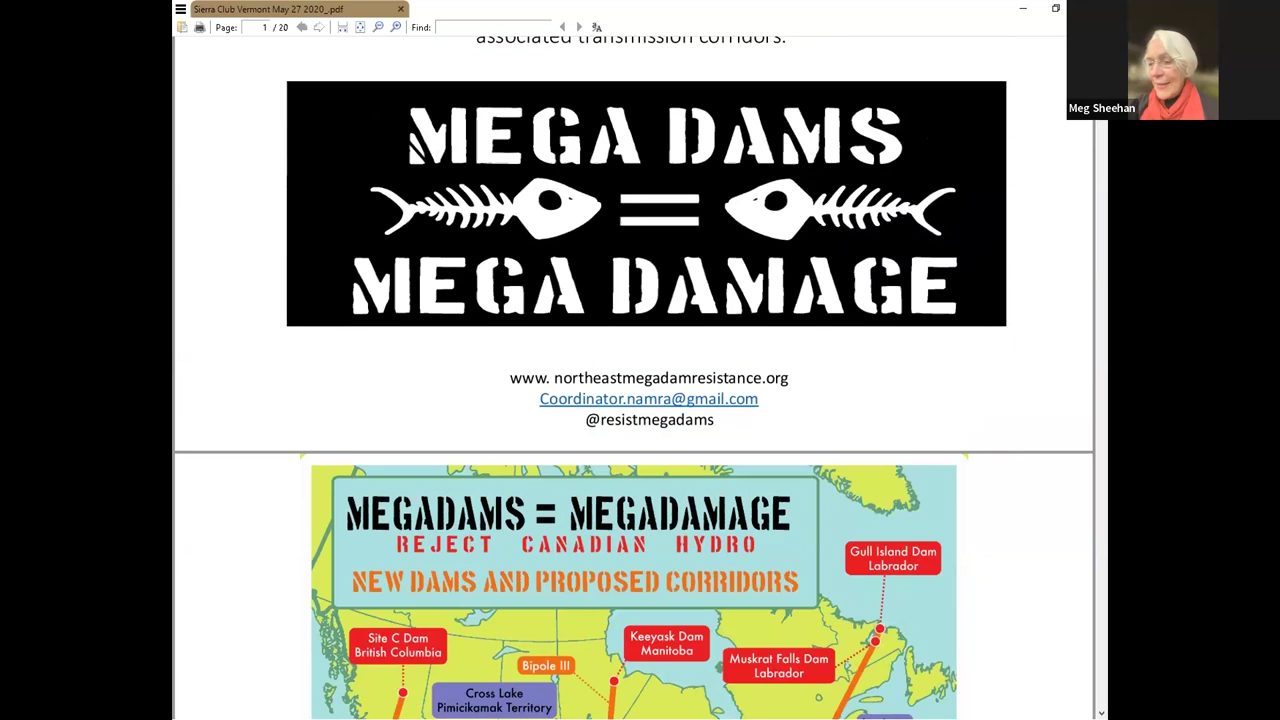 Sierra Club Vermont May 27 2020_.pdf
Page: 1 / 20 Find:
Meg Sheehan
associated transmission corridors.
MEGA DAMS
=
MEGA DAMAGE
www. northeastmegadamresistance.org
Coordinator.namra@gmail.com
@resistmegadams
MEGADAMS = MEGADAMAGE
REJECT CANADIAN HYDRO
NEW DAMS AND PROPOSED CORRIDORS
Gull Island Dam
Labrador
Site C Dam
British Columbia
Keeyask Dam
Manitoba
Bipole III
Muskrat Falls Dam
Labrador
Cross Lake
Pimicikamak Territory